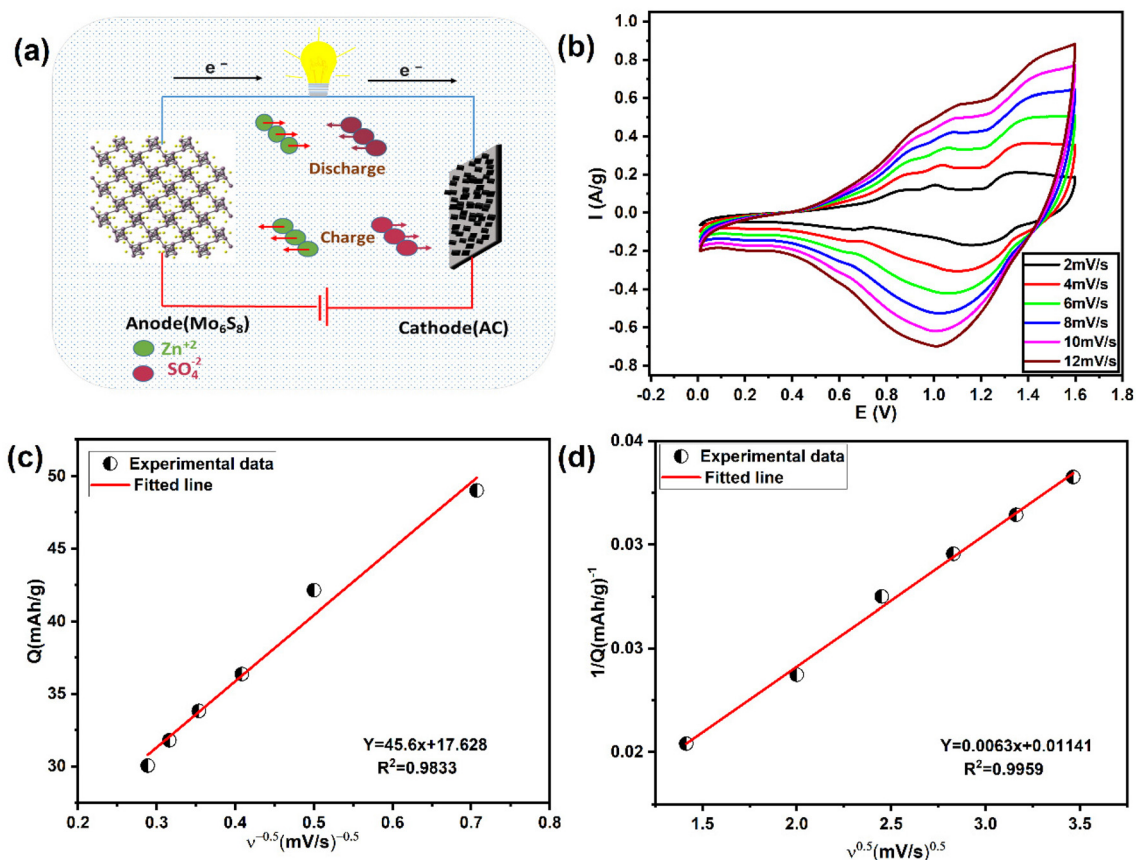 (a)
e⁻
e⁻
Discharge
Charge
Anode(Mo₆S₈)
Cathode(AC)
Zn⁺²
SO₄⁻²
(b)
I (A/g)
1.0
0.8
0.6
0.4
0.2
0.0
-0.2
-0.4
-0.6
-0.8
2mV/s
4mV/s
6mV/s
8mV/s
10mV/s
12mV/s
-0.2 0.0 0.2 0.4 0.6 0.8 1.0 1.2 1.4 1.6 1.8
E (V)
(c)
Experimental data
Fitted line
Q(mAh/g)
50
45
40
35
30
Y=45.6x+17.628
R²=0.9833
0.3 0.4 0.5 0.6 0.7 0.8
ν⁻⁰·⁵(mV/s)⁻⁰·⁵
(d)
Experimental data
Fitted line
1/Q(mAh/g)⁻¹
0.04
0.03
0.03
0.02
Y=0.0063x+0.01141
R²=0.9959
1.5 2.0 2.5 3.0 3.5
ν⁰·⁵(mV/s)⁰·⁵